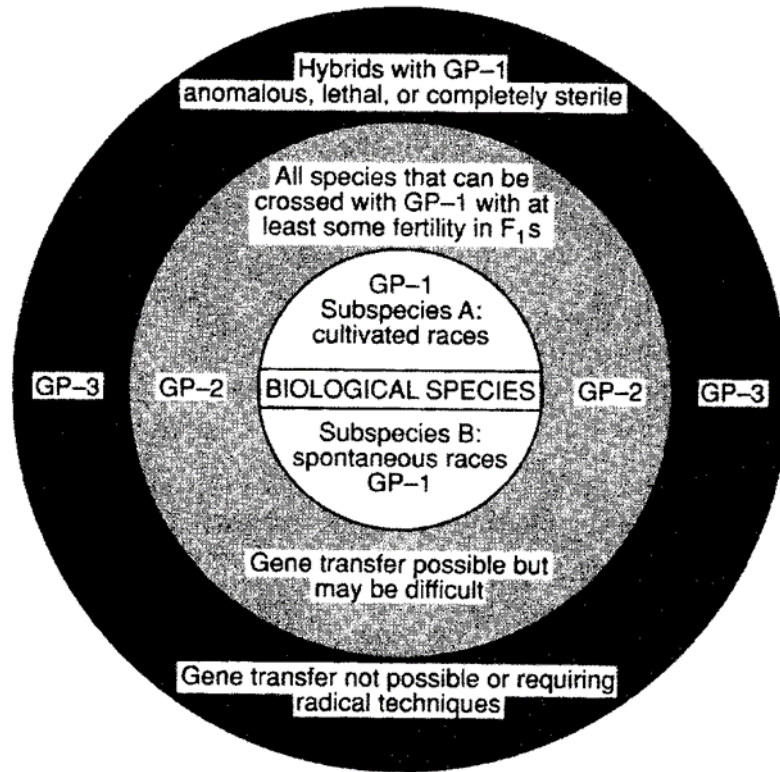 Hybrids with GP–1
anomalous, lethal, or completely sterile
All species that can be
crossed with GP–1 with at
least some fertility in F₁s
GP–1
Subspecies A:
cultivated races
GP–3
GP–2
BIOLOGICAL SPECIES
GP–2
GP–3
Subspecies B:
spontaneous races
GP–1
Gene transfer possible but
may be difficult
Gene transfer not possible or requiring
radical techniques